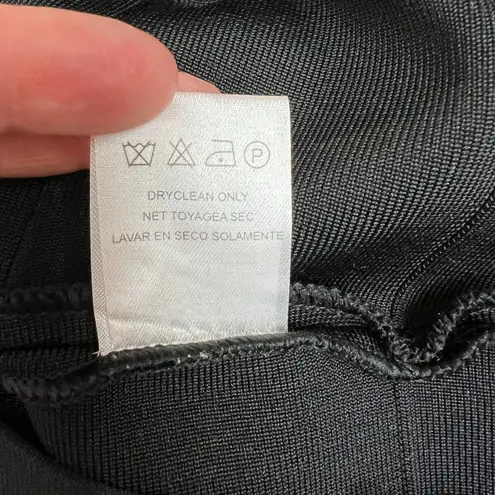 P
DRYCLEAN ONLY
NET TOYAGEA SEC
LAVAR EN SECO SOLAMENTE